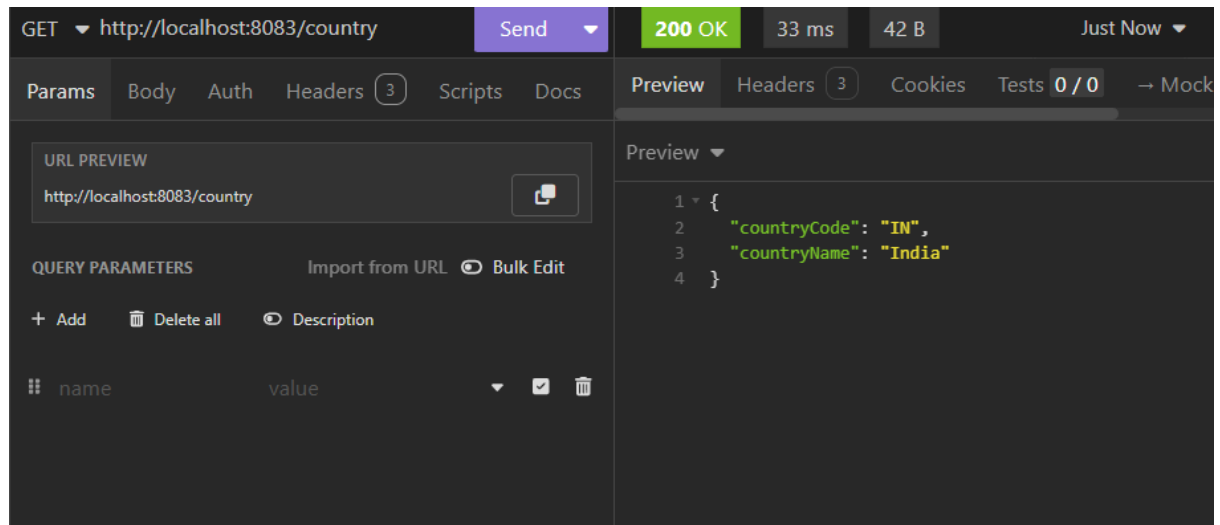 GET http://localhost:8083/country Send
Params Body Auth Headers 3 Scripts Docs
URL PREVIEW
http://localhost:8083/country
QUERY PARAMETERS Import from URL Bulk Edit
+ Add Delete all Description
name value
200 OK 33 ms 42 B Just Now
Preview Headers 3 Cookies Tests 0 / 0 → Mock
Preview
1 {
2 "countryCode": "IN",
3 "countryName": "India"
4 }